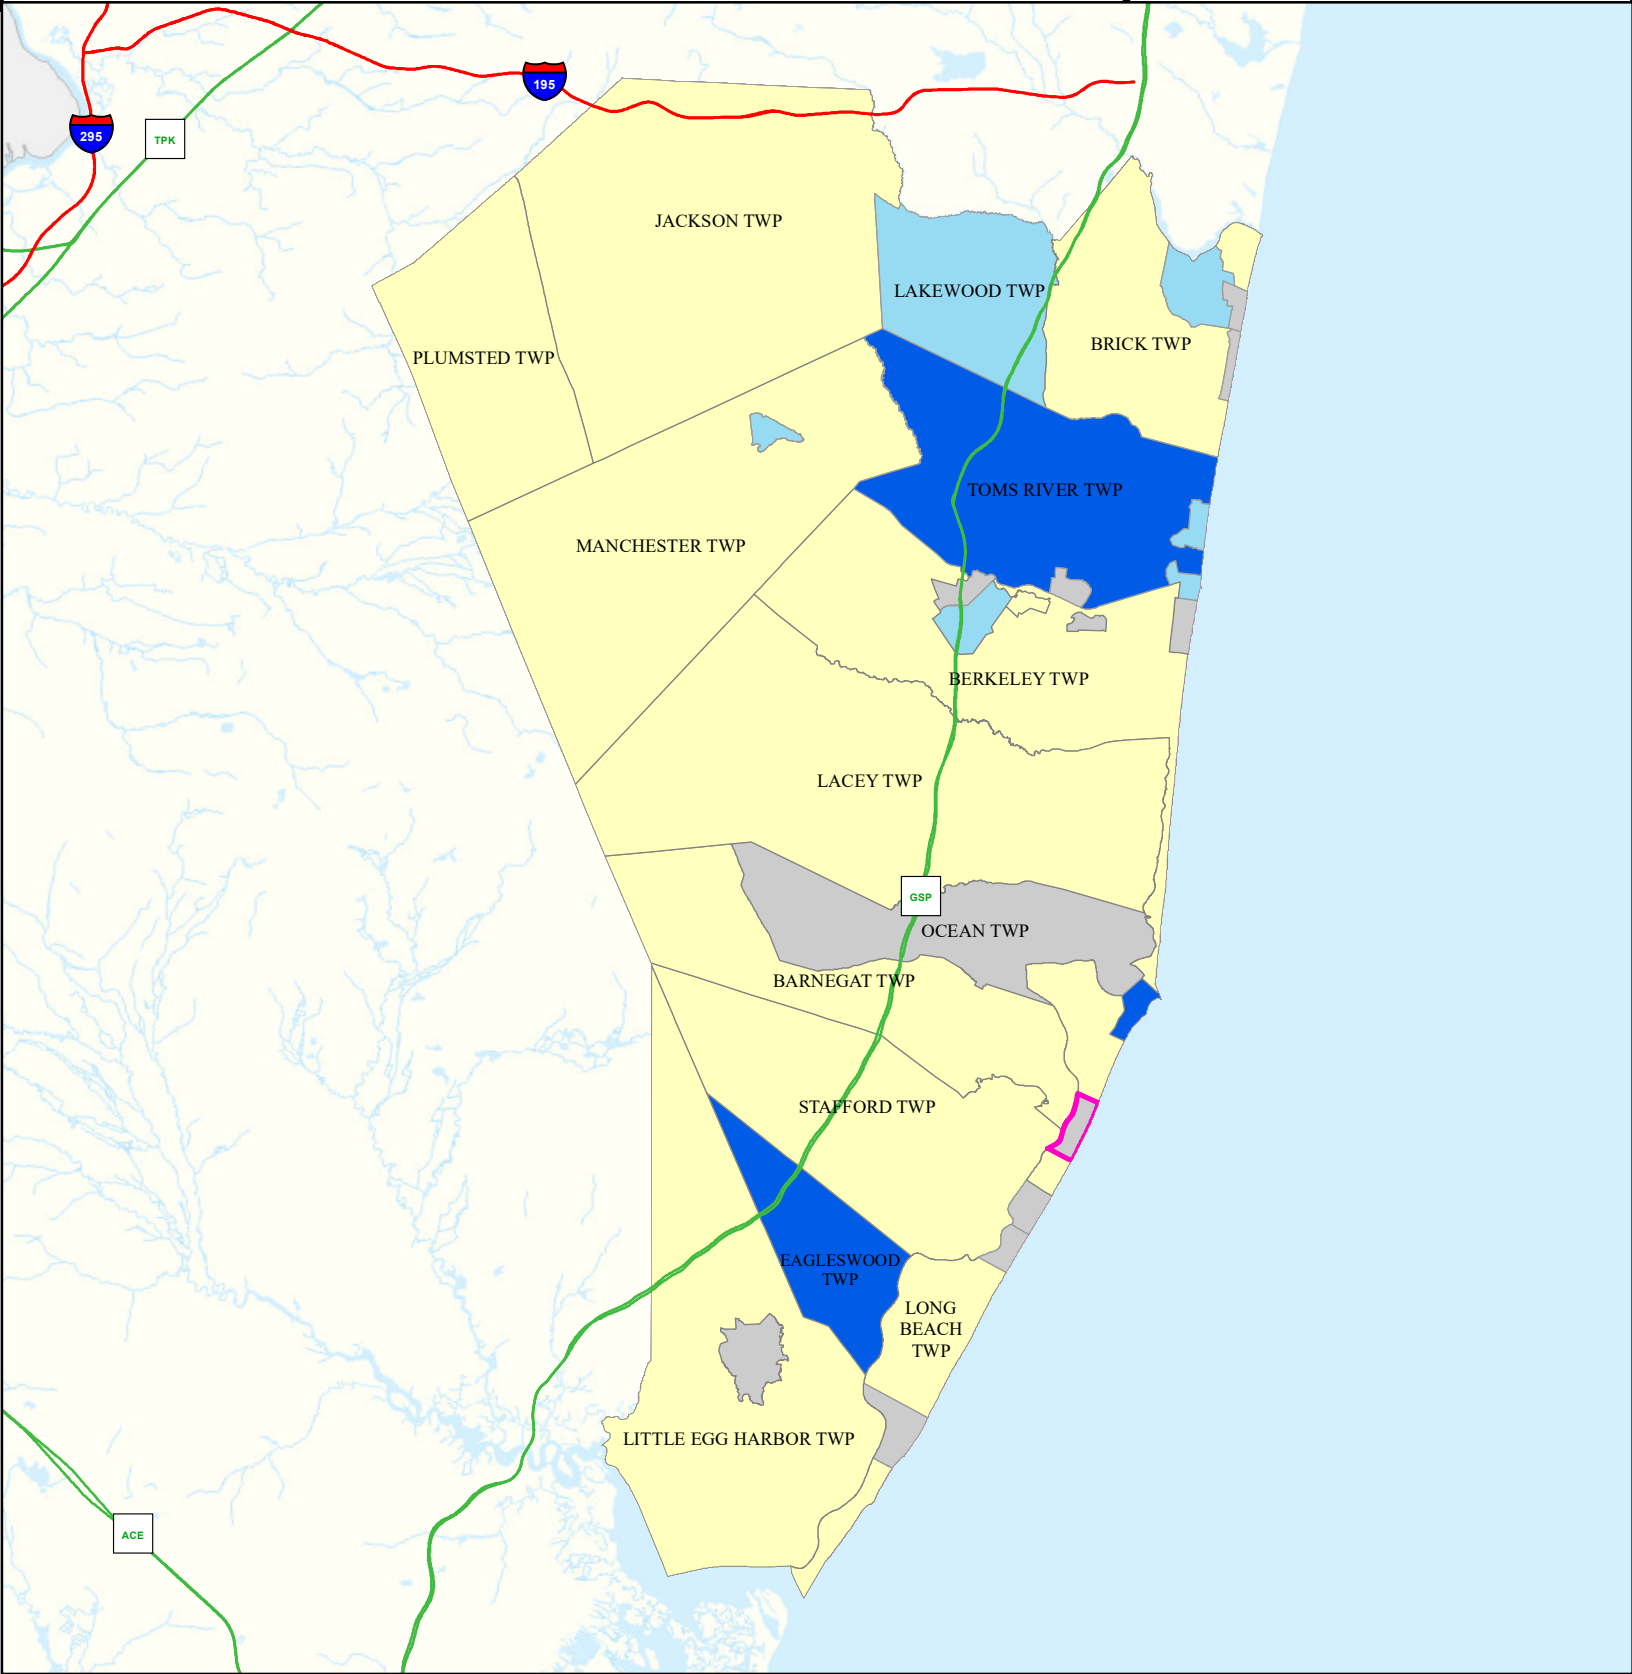 195
295
TPK
JACKSON TWP
LAKEWOOD TWP
BRICK TWP
PLUMSTED TWP
TOMS RIVER TWP
MANCHESTER TWP
BERKELEY TWP
LACEY TWP
GSP
OCEAN TWP
BARNEGAT TWP
STAFFORD TWP
EAGLESWOOD
TWP
LONG
BEACH
TWP
LITTLE EGG HARBOR TWP
ACE